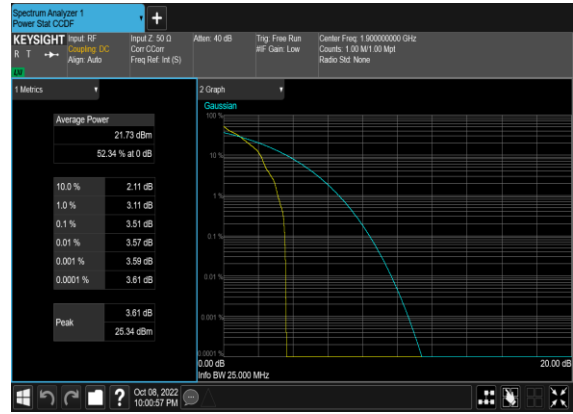 Spectrum Analyzer 1
Power Stat CCDF
+
KEYSIGHT
R T
LXI
Input: RF
Coupling: DC
Align: Auto
Input Z: 50 Ω
Corr CCorr
Freq Ref: Int (S)
Atten: 40 dB
Trig: Free Run
#IF Gain: Low
Center Freq: 1.900000000 GHz
Counts: 1.00 M/1.00 Mpt
Radio Std: None
1 Metrics
Average Power
21.73 dBm
52.34 % at 0 dB
10.0 % 2.11 dB
1.0 % 3.11 dB
0.1 % 3.51 dB
0.01 % 3.57 dB
0.001 % 3.59 dB
0.0001 % 3.61 dB
Peak
3.61 dB
25.34 dBm
2 Graph
Gaussian
100 %
10 %
1 %
0.1 %
0.01 %
0.001 %
0.0001 %
0.00 dB
20.00 dB
Info BW 25.000 MHz
?
Oct 08, 2022
10:00:57 PM